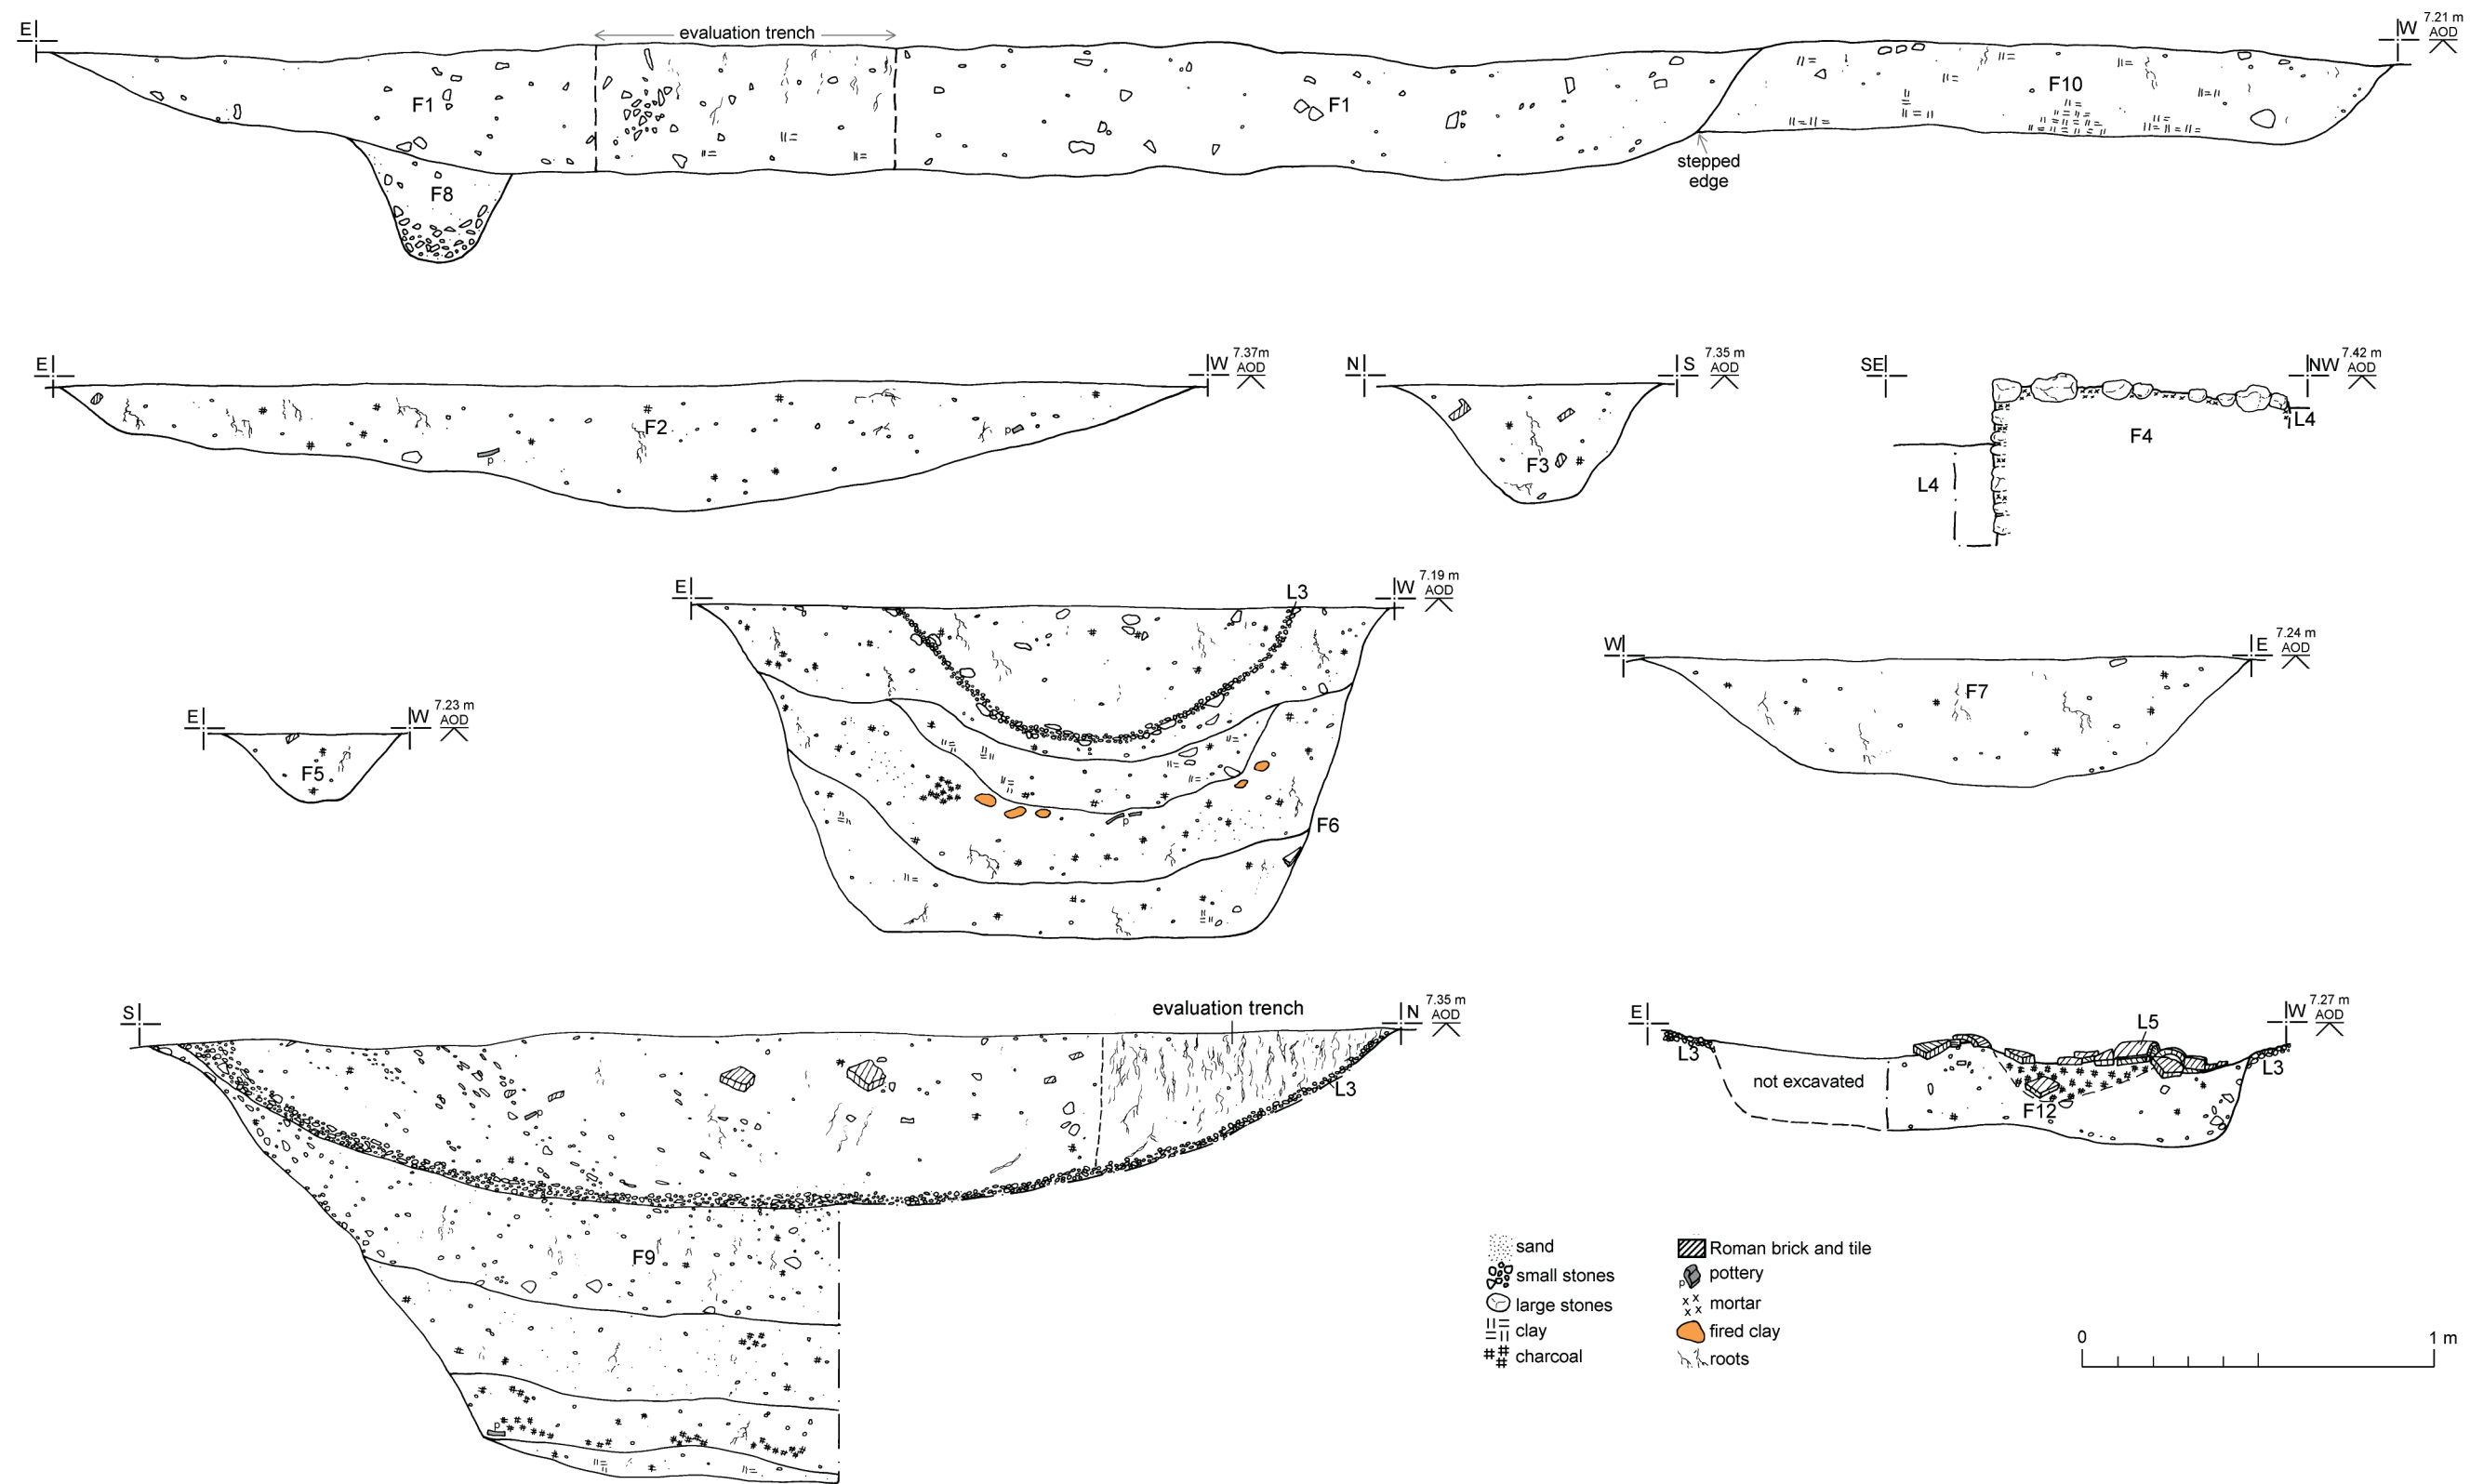 E
evaluation trench
W 7.21 m
AOD
F1
F1
F10
F8
stepped
edge
E
W 7.37m
AOD
F2
p
p
N
S 7.35 m
AOD
F3
SE
NW 7.42 m
AOD
L4
F4
L4
E
W 7.23 m
AOD
F5
E
L3
W 7.19 m
AOD
p
F6
W
E 7.24 m
AOD
F7
S
evaluation trench
N 7.35 m
AOD
p
L3
F9
p
E
W 7.27 m
AOD
L5
L3
L3
not excavated
F12
sand
small stones
large stones
clay
charcoal
Roman brick and tile
p pottery
mortar
fired clay
roots
0 1 m